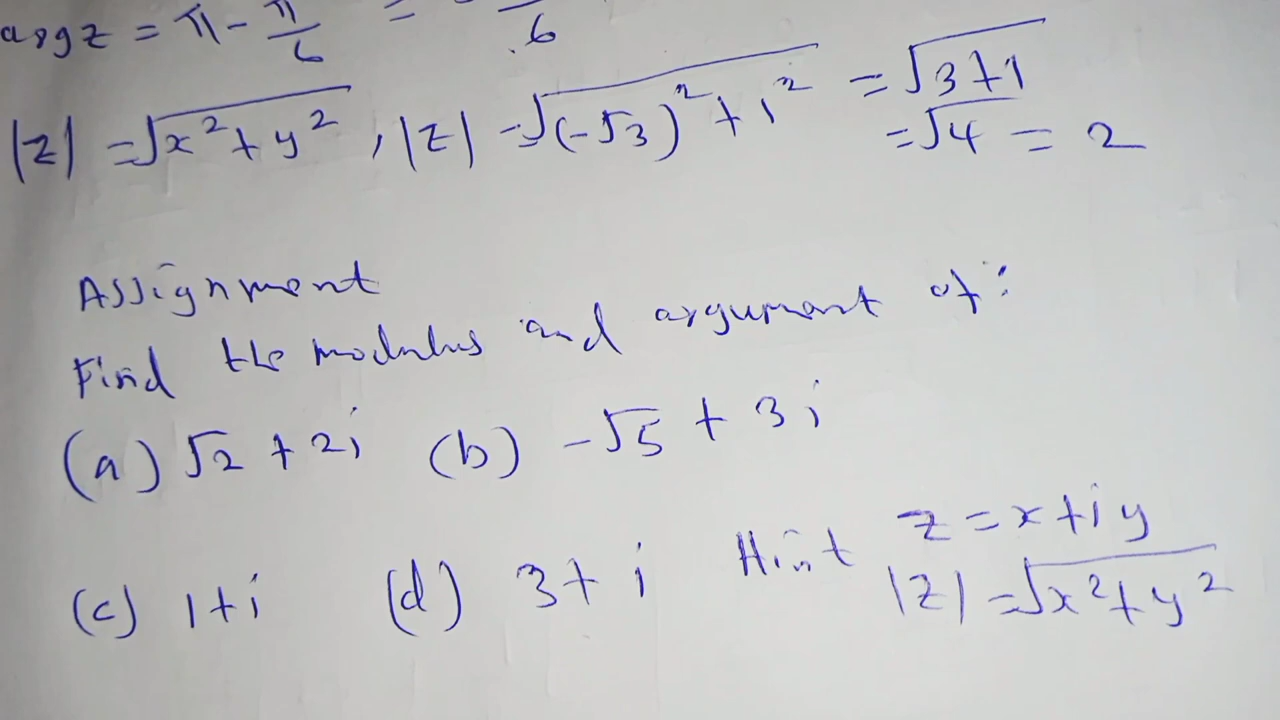 arg z = π - π/6 = /6
|z| = √x² + y² , |z| = √(-√3)² + 1² = √3+1
= √4 = 2
Assignment
Find the modulus and argument of:
(a) √2 + 2i (b) -√5 + 3i
(c) 1+i (d) 3+i Hint z = x+iy
|z| = √x²+y²